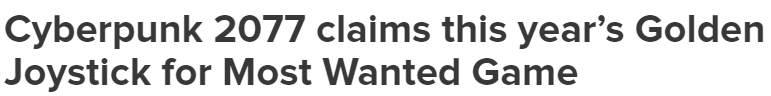 Cyberpunk 2077 claims this year’s Golden
Joystick for Most Wanted Game